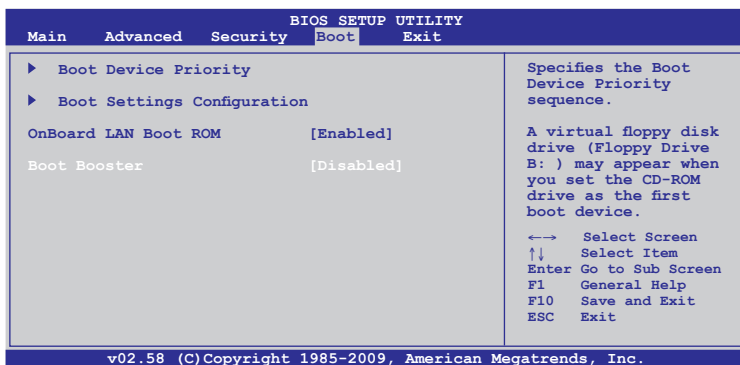 BIOS SETUP UTILITY
Main Advanced Security Boot Exit
Boot Device Priority
Boot Settings Configuration
OnBoard LAN Boot ROM [Enabled]
Boot Booster [Disabled]
Specifies the Boot
Device Priority
sequence.
A virtual floppy disk
drive (Floppy Drive
B: ) may appear when
you set the CD-ROM
drive as the first
boot device.
←→ Select Screen
↑↓ Select Item
Enter Go to Sub Screen
F1 General Help
F10 Save and Exit
ESC Exit
v02.58 (C)Copyright 1985-2009, American Megatrends, Inc.